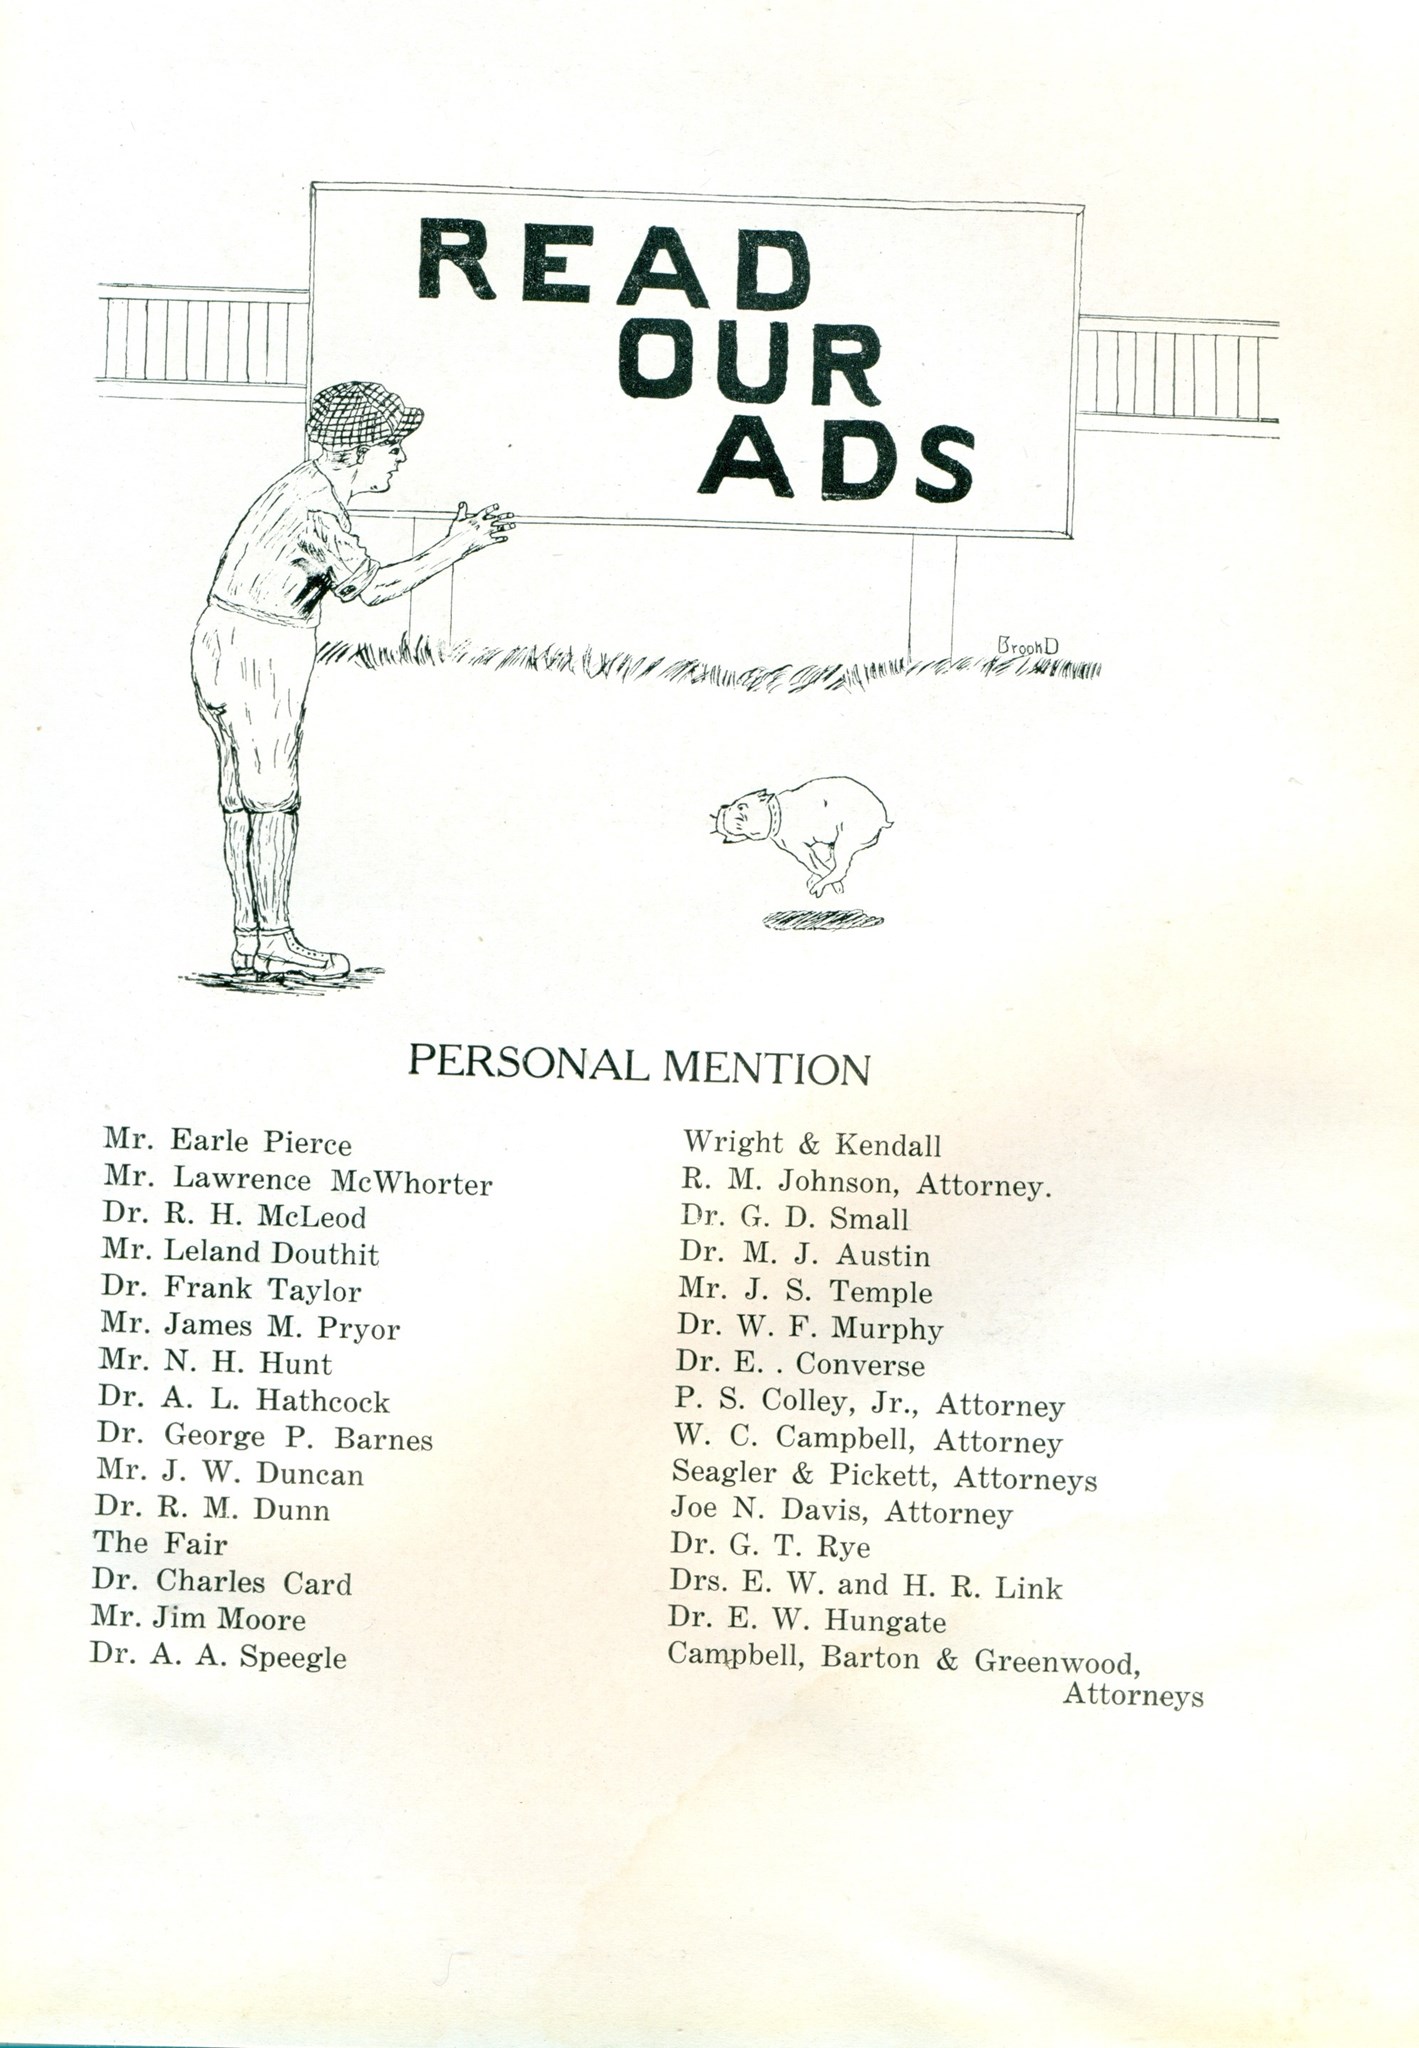 READ
OUR
ADS
BrookD
PERSONAL MENTION
Mr. Earle Pierce
Mr. Lawrence McWhorter
Dr. R. H. McLeod
Mr. Leland Douthit
Dr. Frank Taylor
Mr. James M. Pryor
Mr. N. H. Hunt
Dr. A. L. Hathcock
Dr. George P. Barnes
Mr. J. W. Duncan
Dr. R. M. Dunn
The Fair
Dr. Charles Card
Mr. Jim Moore
Dr. A. A. Speegle
Wright & Kendall
R. M. Johnson, Attorney.
Dr. G. D. Small
Dr. M. J. Austin
Mr. J. S. Temple
Dr. W. F. Murphy
Dr. E. . Converse
P. S. Colley, Jr., Attorney
W. C. Campbell, Attorney
Seagler & Pickett, Attorneys
Joe N. Davis, Attorney
Dr. G. T. Rye
Drs. E. W. and H. R. Link
Dr. E. W. Hungate
Campbell, Barton & Greenwood,
Attorneys